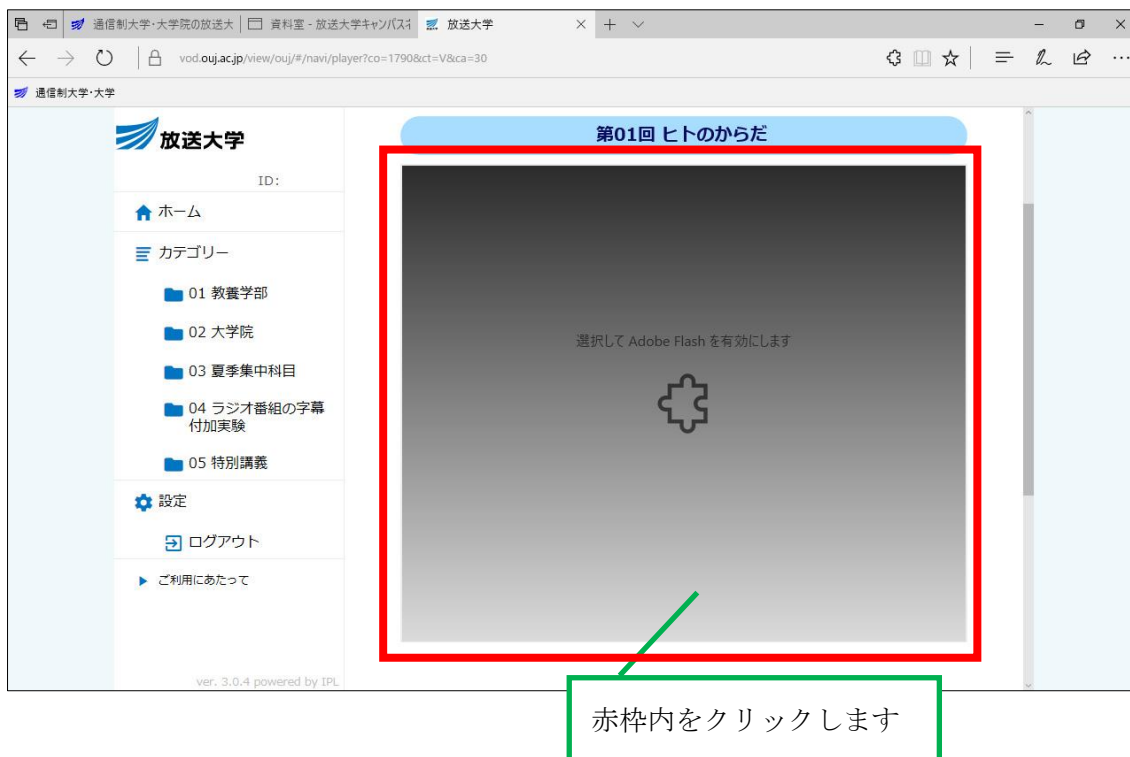 通信制大学・大学院の放送大
資料室 - 放送大学キャンパスネ
放送大学
vod.ouj.ac.jp/view/ouj/#/navi/player?co=1790&ct=V&ca=30
通信制大学・大学
放送大学
第01回 ヒトのからだ
ID:
ホーム
カテゴリー
01 教養学部
02 大学院
03 夏季集中科目
04 ラジオ番組の字幕
付加実験
05 特別講義
設定
ログアウト
ご利用にあたって
選択して Adobe Flash を有効にします
ver. 3.0.4 powered by IPL
赤枠内をクリックします